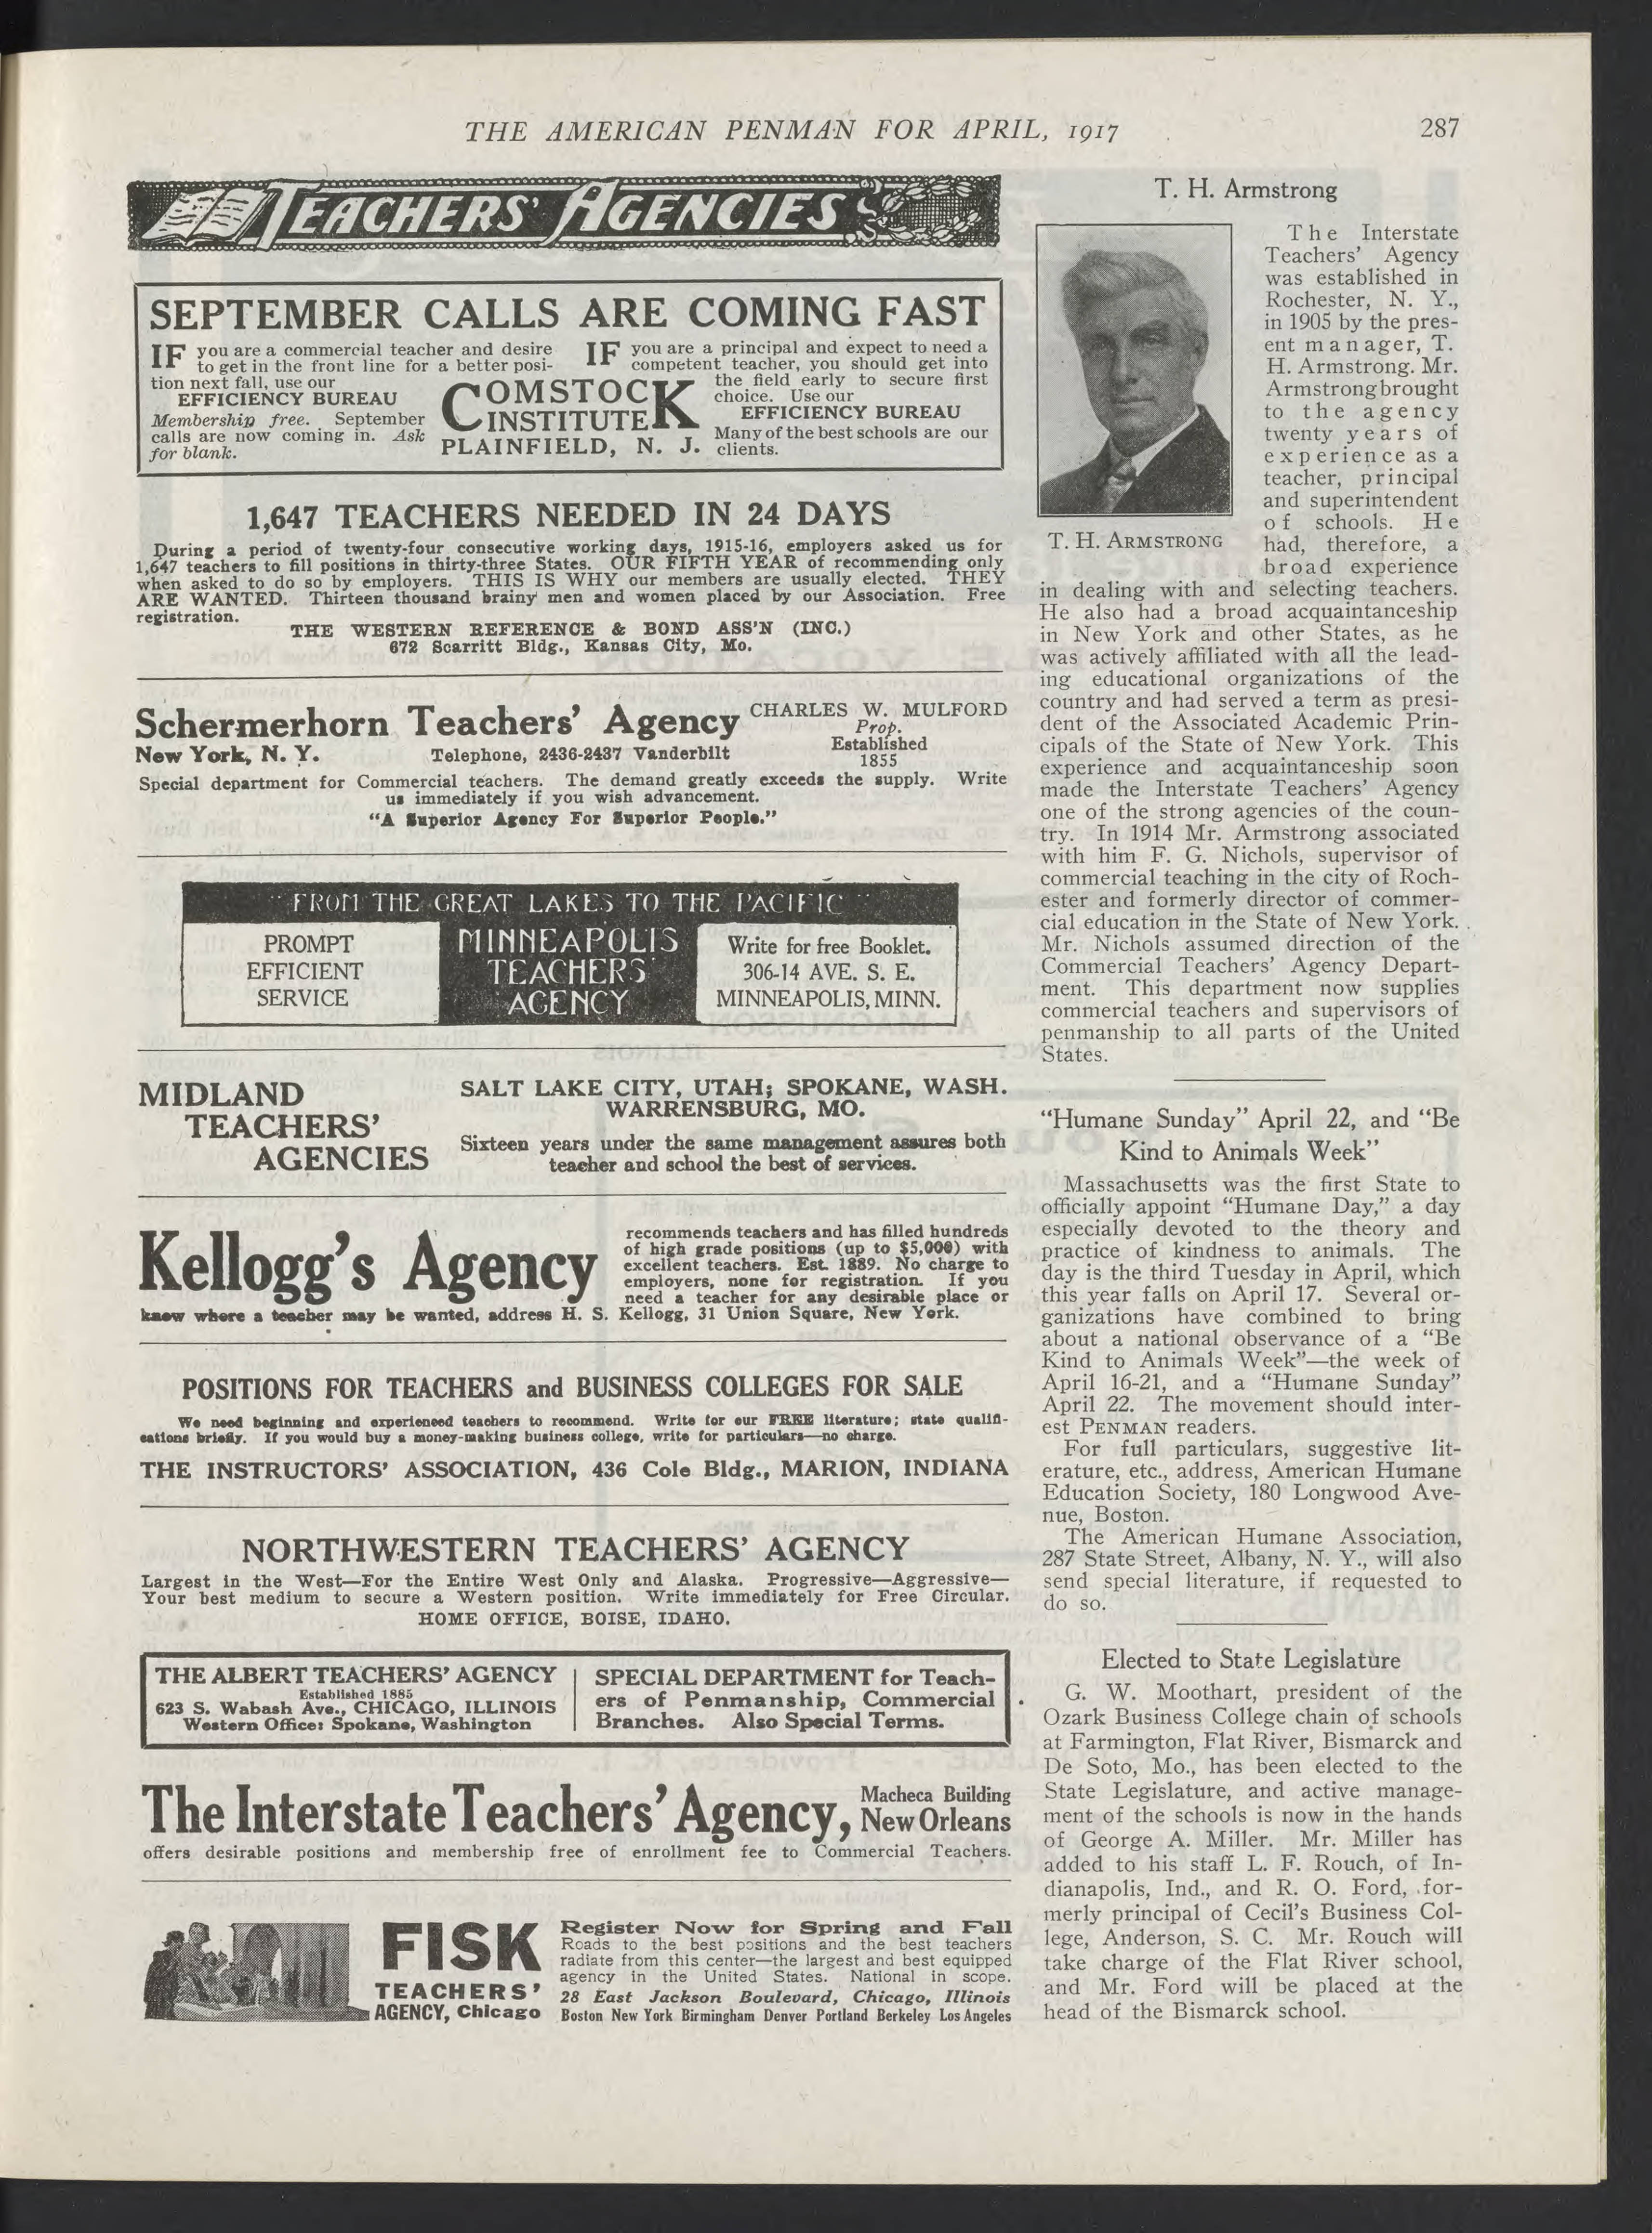 THE AMERICAN PENMAN FOR APRIL, 1917
287
TEACHERS' AGENCIES
SEPTEMBER CALLS ARE COMING FAST
IF you are a commercial teacher and desire
to get in the front line for a better posi-
tion next fall, use our
EFFICIENCY BUREAU
Membership free. September
calls are now coming in. Ask
for blank.
COMSTOCK
INSTITUTE
PLAINFIELD, N. J.
IF you are a principal and expect to need a
competent teacher, you should get into
the field early to secure first
choice. Use our
EFFICIENCY BUREAU
Many of the best schools are our
clients.
1,647 TEACHERS NEEDED IN 24 DAYS
During a period of twenty-four consecutive working days, 1915-16, employers asked us for
1,647 teachers to fill positions in thirty-three States. OUR FIFTH YEAR of recommending only
when asked to do so by employers. THIS IS WHY our members are usually elected. THEY
ARE WANTED. Thirteen thousand brainy men and women placed by our Association. Free
registration.
THE WESTERN REFERENCE & BOND ASS'N (INC.)
672 Scarritt Bldg., Kansas City, Mo.
Schermerhorn Teachers' Agency
CHARLES W. MULFORD
Prop.
New York, N. Y. Telephone, 2436-2437 Vanderbilt
Established
1855
Special department for Commercial teachers. The demand greatly exceeds the supply. Write
us immediately if you wish advancement.
"A Superior Agency For Superior People."
FROM THE GREAT LAKES TO THE PACIFIC
PROMPT
EFFICIENT
SERVICE
MINNEAPOLIS
TEACHERS'
AGENCY
Write for free Booklet.
306-14 AVE. S. E.
MINNEAPOLIS, MINN.
MIDLAND
TEACHERS'
AGENCIES
SALT LAKE CITY, UTAH; SPOKANE, WASH.
WARRENSBURG, MO.
Sixteen years under the same management assures both
teacher and school the best of services.
Kellogg's Agency
recommends teachers and has filled hundreds
of high grade positions (up to $5,000) with
excellent teachers. Est. 1889. No charge to
employers, none for registration. If you
need a teacher for any desirable place or
know where a teacher may be wanted, address H. S. Kellogg, 31 Union Square, New York.
POSITIONS FOR TEACHERS and BUSINESS COLLEGES FOR SALE
We need beginning and experienced teachers to recommend. Write for our FREE literature; state qualifi-
cations briefly. If you would buy a money-making business college, write for particulars—no charge.
THE INSTRUCTORS' ASSOCIATION, 436 Cole Bldg., MARION, INDIANA
NORTHWESTERN TEACHERS' AGENCY
Largest in the West—For the Entire West Only and Alaska. Progressive—Aggressive—
Your best medium to secure a Western position. Write immediately for Free Circular.
HOME OFFICE, BOISE, IDAHO.
THE ALBERT TEACHERS' AGENCY
Established 1885
623 S. Wabash Ave., CHICAGO, ILLINOIS
Western Office: Spokane, Washington
SPECIAL DEPARTMENT for Teach-
ers of Penmanship, Commercial
Branches. Also Special Terms.
The Interstate Teachers' Agency,
Macheca Building
New Orleans
offers desirable positions and membership free of enrollment fee to Commercial Teachers.
FISK
TEACHERS'
AGENCY, Chicago
Register Now for Spring and Fall
Roads to the best positions and the best teachers
radiate from this center—the largest and best equipped
agency in the United States. National in scope.
28 East Jackson Boulevard, Chicago, Illinois
Boston New York Birmingham Denver Portland Berkeley Los Angeles
T. H. Armstrong
T. H. ARMSTRONG
The Interstate
Teachers' Agency
was established in
Rochester, N. Y.,
in 1905 by the pres-
ent manager, T.
H. Armstrong. Mr.
Armstrong brought
to the agency
twenty years of
experience as a
teacher, principal
and superintendent
of schools. He
had, therefore, a
broad experience
in dealing with and selecting teachers.
He also had a broad acquaintanceship
in New York and other States, as he
was actively affiliated with all the lead-
ing educational organizations of the
country and had served a term as presi-
dent of the Associated Academic Prin-
cipals of the State of New York. This
experience and acquaintanceship soon
made the Interstate Teachers' Agency
one of the strong agencies of the coun-
try. In 1914 Mr. Armstrong associated
with him F. G. Nichols, supervisor of
commercial teaching in the city of Roch-
ester and formerly director of commer-
cial education in the State of New York.
Mr. Nichols assumed direction of the
Commercial Teachers' Agency Depart-
ment. This department now supplies
commercial teachers and supervisors of
penmanship to all parts of the United
States.
"Humane Sunday" April 22, and "Be
Kind to Animals Week"
Massachusetts was the first State to
officially appoint "Humane Day," a day
especially devoted to the theory and
practice of kindness to animals. The
day is the third Tuesday in April, which
this year falls on April 17. Several or-
ganizations have combined to bring
about a national observance of a "Be
Kind to Animals Week"—the week of
April 16-21, and a "Humane Sunday"
April 22. The movement should inter-
est PENMAN readers.
For full particulars, suggestive lit-
erature, etc., address, American Humane
Education Society, 180 Longwood Ave-
nue, Boston.
The American Humane Association,
287 State Street, Albany, N. Y., will also
send special literature, if requested to
do so.
Elected to State Legislature
G. W. Moothart, president of the
Ozark Business College chain of schools
at Farmington, Flat River, Bismarck and
De Soto, Mo., has been elected to the
State Legislature, and active manage-
ment of the schools is now in the hands
of George A. Miller. Mr. Miller has
added to his staff L. F. Rouch, of In-
dianapolis, Ind., and R. O. Ford, for-
merly principal of Cecil's Business Col-
lege, Anderson, S. C. Mr. Rouch will
take charge of the Flat River school,
and Mr. Ford will be placed at the
head of the Bismarck school.